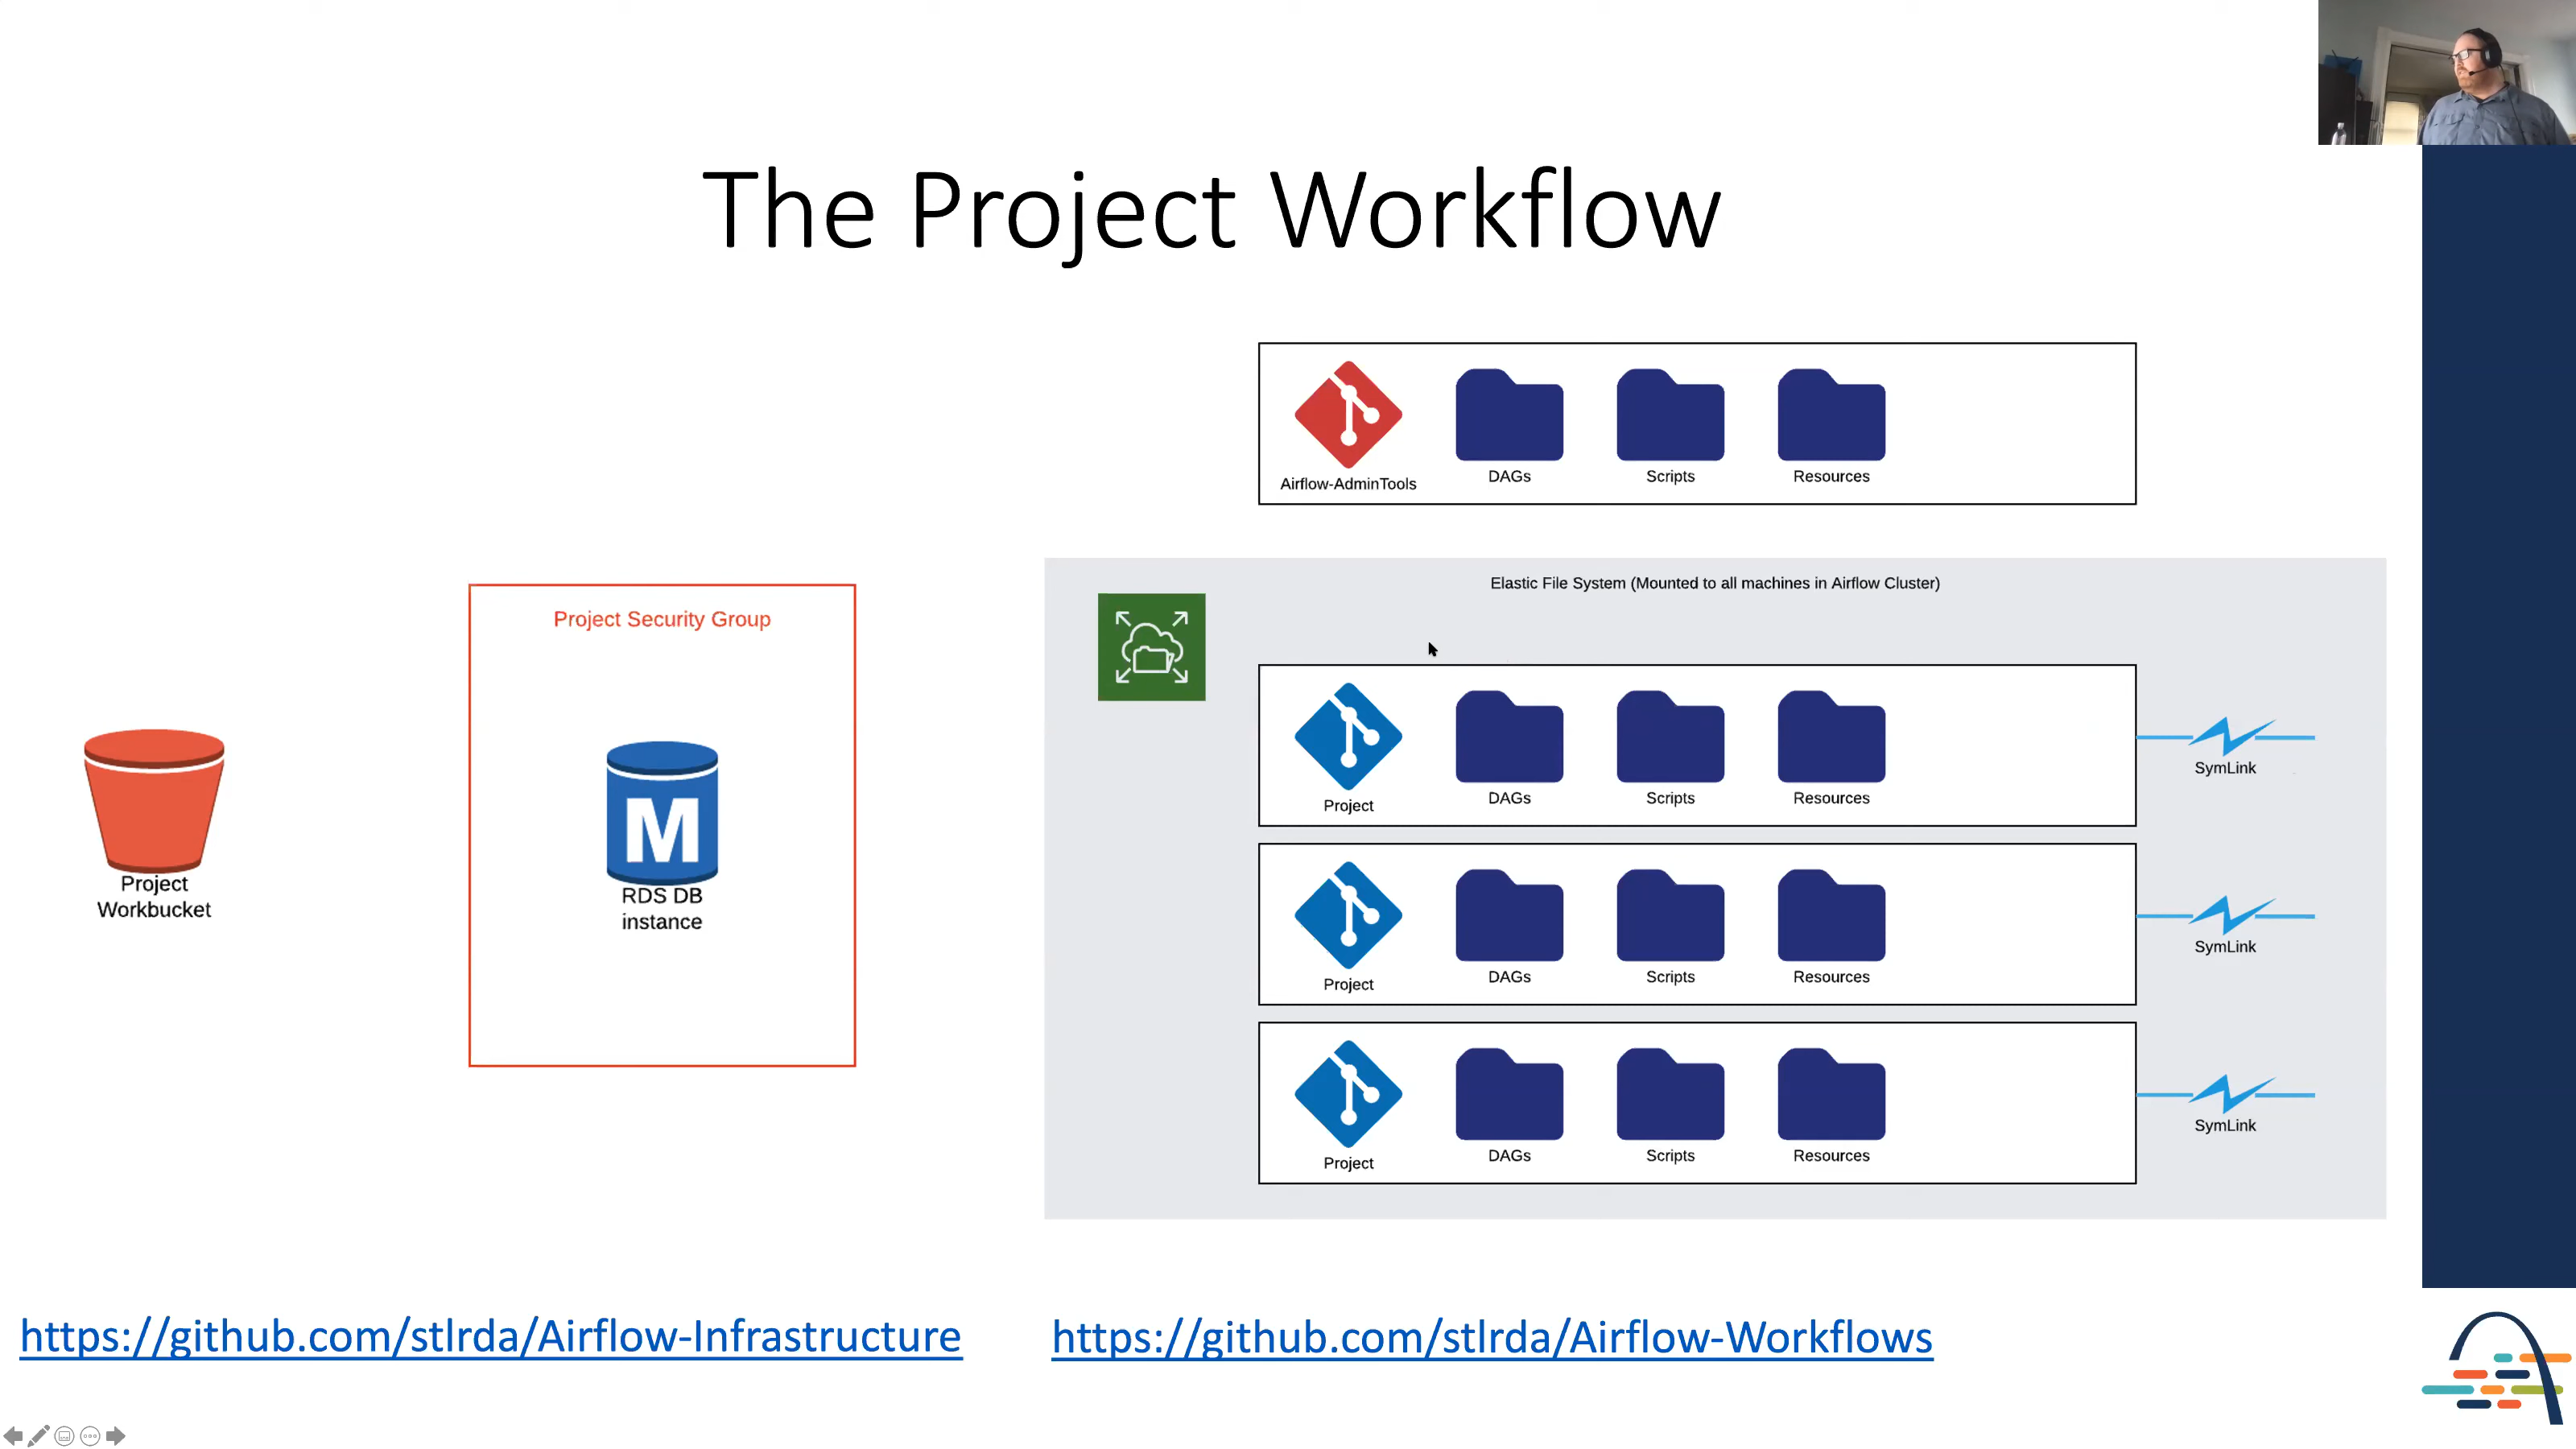 The Project Workflow
Airflow-AdminTools
DAGs
Scripts
Resources
Elastic File System (Mounted to all machines in Airflow Cluster)
Project Security Group
Project
Workbucket
M
RDS DB
instance
Project
DAGs
Scripts
Resources
SymLink
Project
DAGs
Scripts
Resources
SymLink
Project
DAGs
Scripts
Resources
SymLink
https://github.com/stlrda/Airflow-Infrastructure
https://github.com/stlrda/Airflow-Workflows